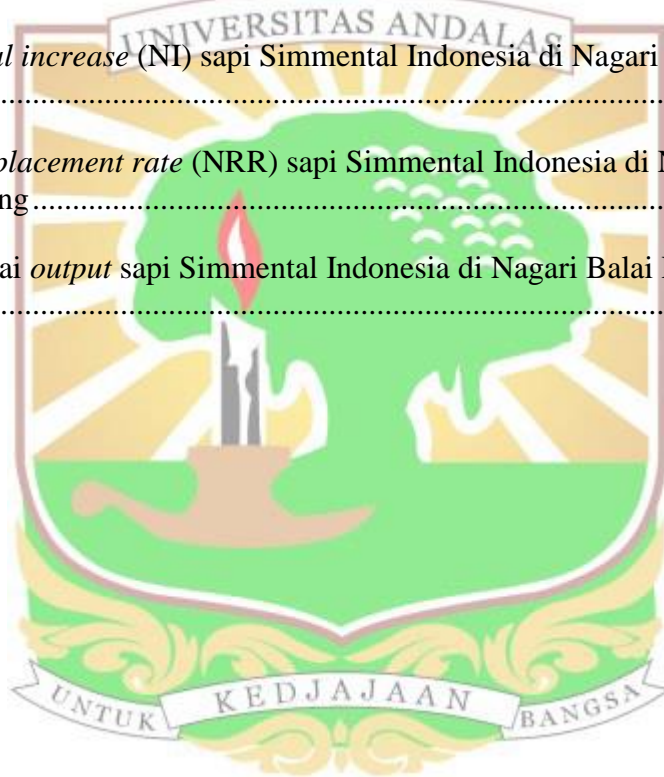 UNIVERSITAS ANDALAS
al increase (NI) sapi Simmental Indonesia di Nagari
................................................................................
placement rate (NRR) sapi Simmental Indonesia di N
ng................................................................................
ai output sapi Simmental Indonesia di Nagari Balai
................................................................................
UNTUK KEDJAJAAN BANGSA